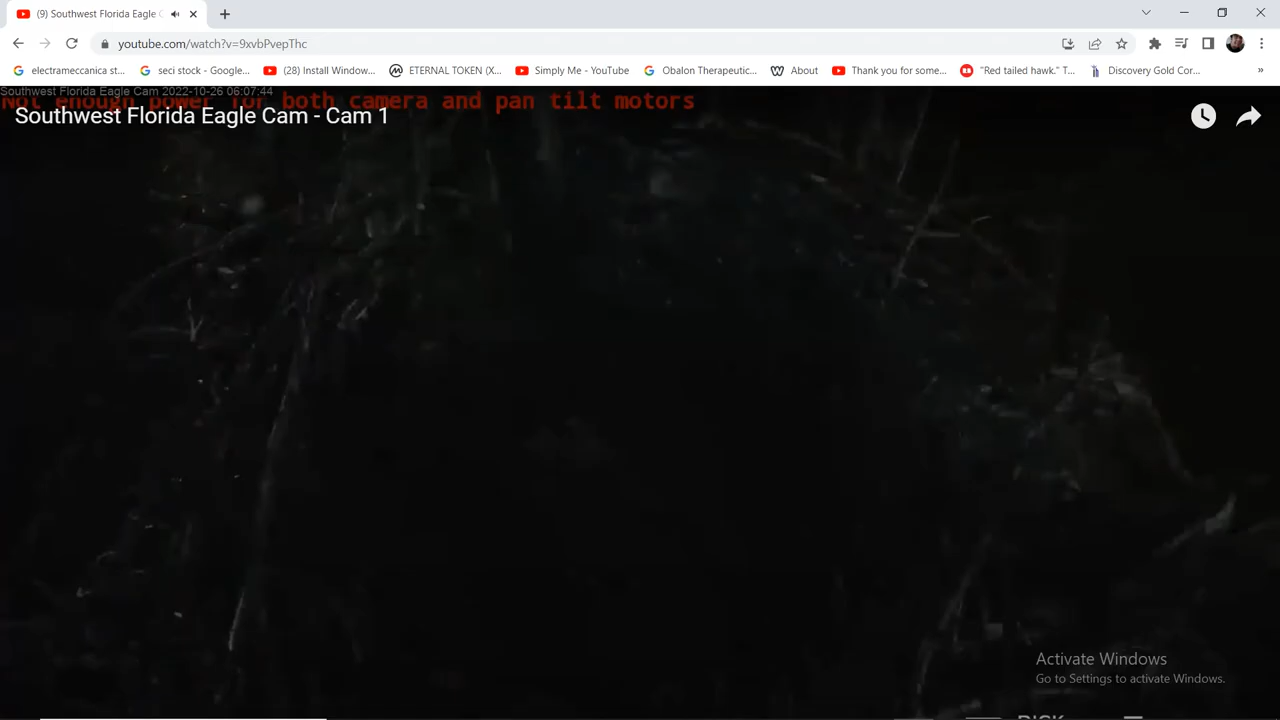 (9) Southwest Florida Eagle C
youtube.com/watch?v=9xvbPvepThc
electrameccanica st...
seci stock - Google...
(28) Install Window...
ETERNAL TOKEN (X...
Simply Me - YouTube
Obalon Therapeutic...
About
Thank you for some...
"Red tailed hawk." T...
Discovery Gold Cor...
»
Southwest Florida Eagle Cam 2022-10-26 06:07:44
Not enough power for both camera and pan tilt motors
Southwest Florida Eagle Cam - Cam 1
Activate Windows
Go to Settings to activate Windows.